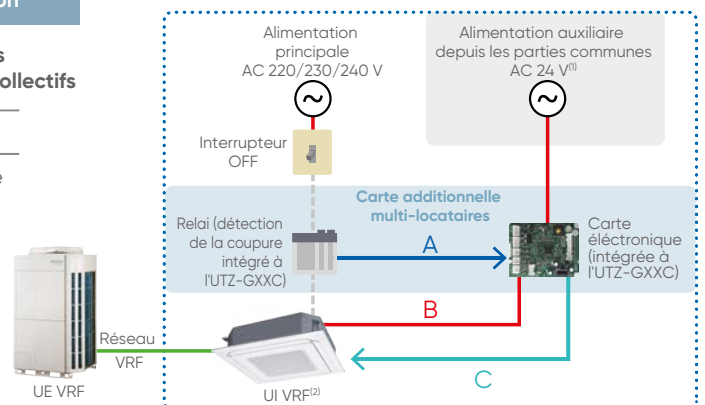 on
s
ollectifs
e
Alimentation
principale
AC 220/230/240 V
Alimentation auxiliaire
depuis les parties communes
AC 24 V(1)
Interrupteur
OFF
Carte additionnelle
multi-locataires
Relai (détection
de la coupure
intégré à
l'UTZ-GXXC)
A
Carte
éléctronique
(intégrée à
l'UTZ-GXXC)
B
Réseau
VRF
C
UE VRF
UI VRF(2)